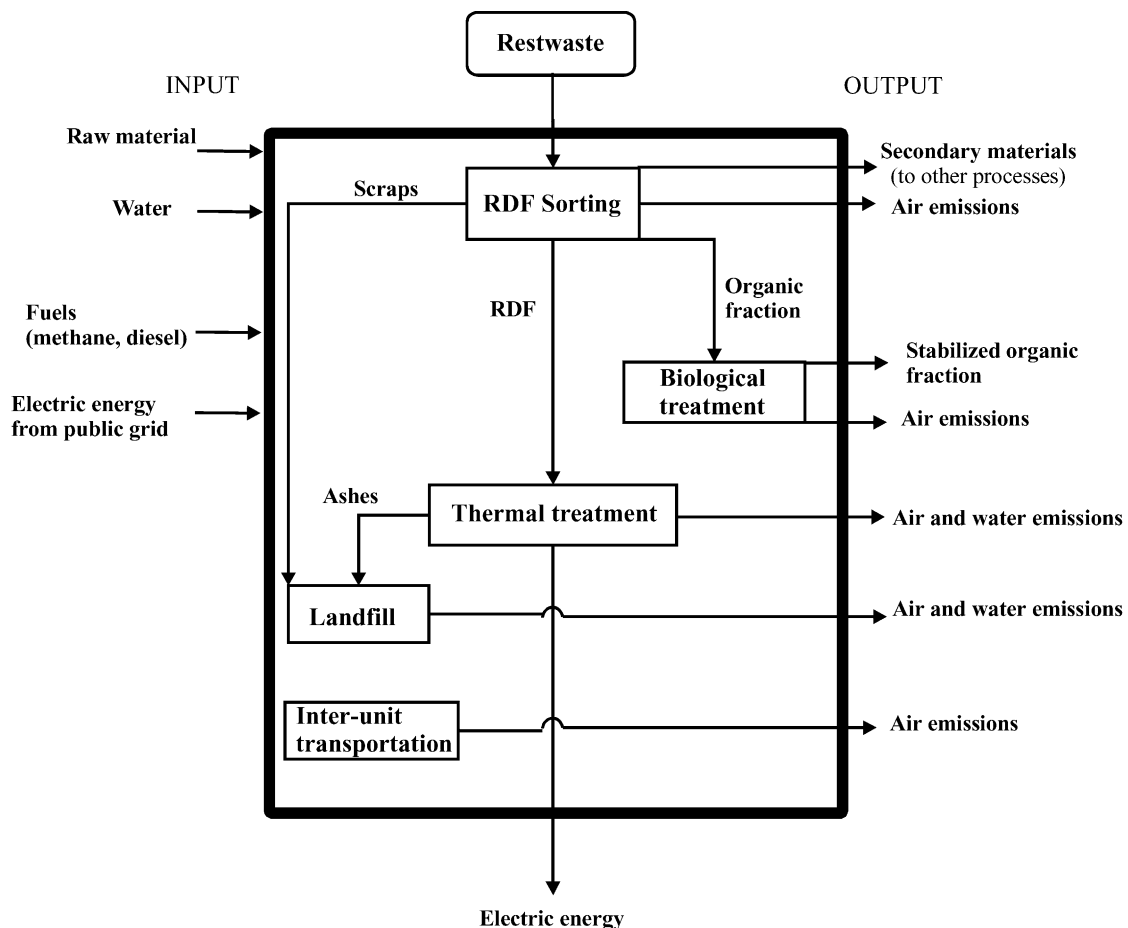 Restwaste
INPUT
OUTPUT
Raw material
Secondary materials
(to other processes)
Scraps
RDF Sorting
Water
Air emissions
Organic
fraction
RDF
Fuels
(methane, diesel)
Stabilized organic
fraction
Biological
treatment
Electric energy
from public grid
Air emissions
Ashes
Thermal treatment
Air and water emissions
Landfill
Air and water emissions
Inter-unit
transportation
Air emissions
Electric energy